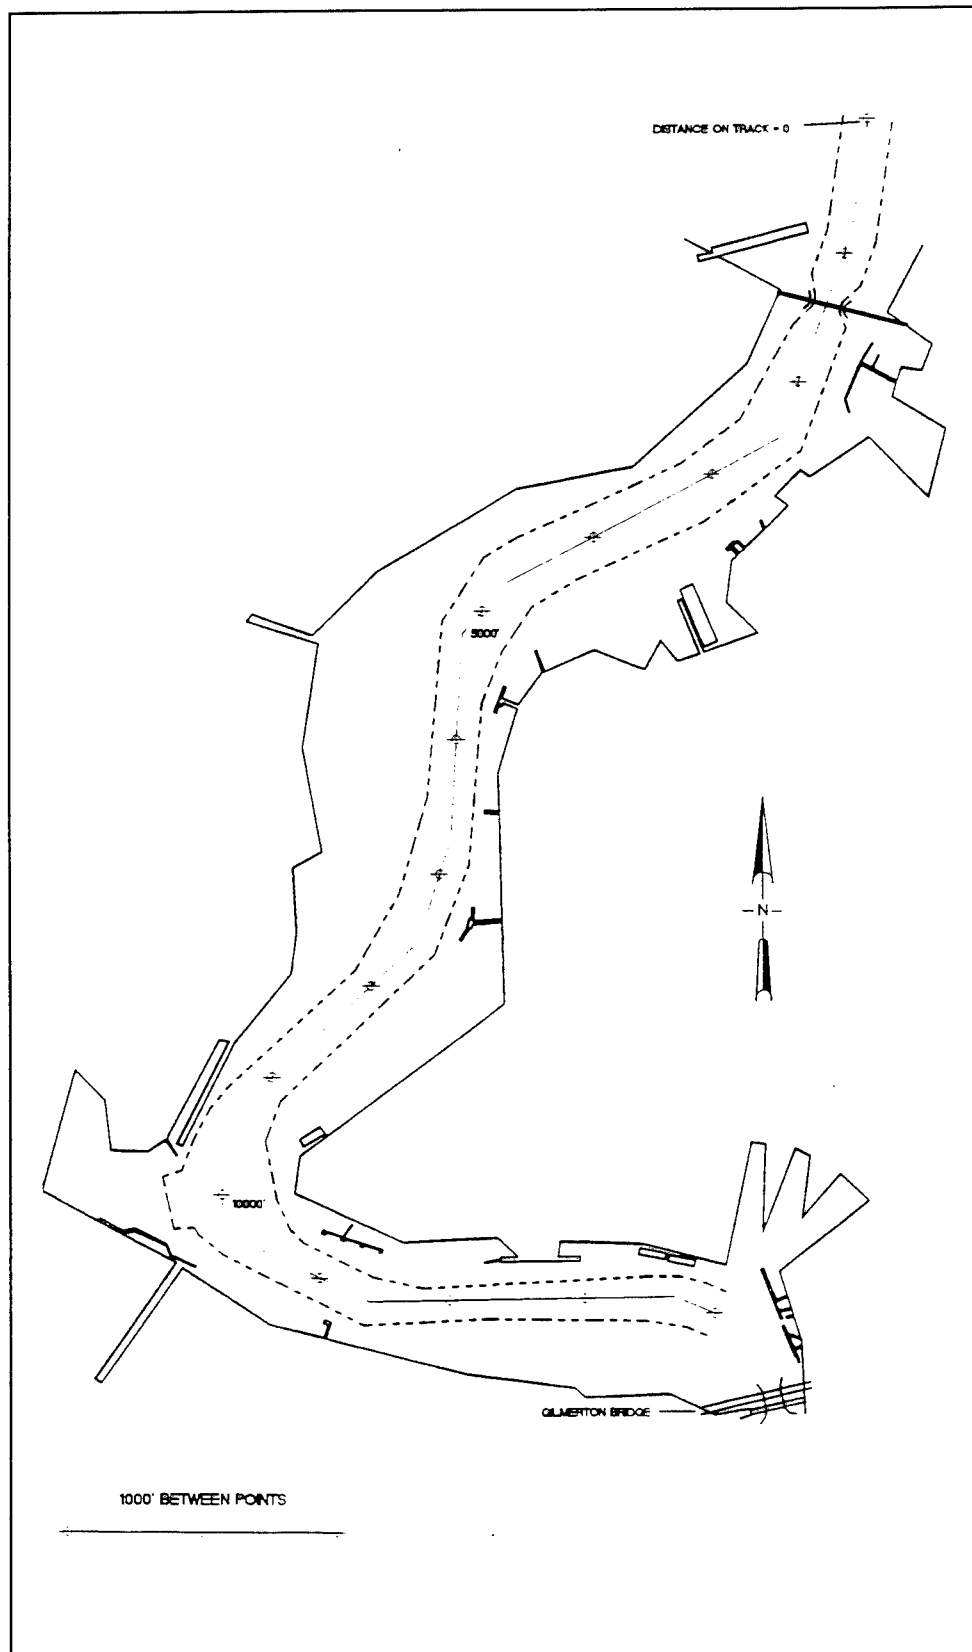 DISTANCE ON TRACK = 0
5000'
- N -
10000'
GILMERTON BRIDGE
1000' BETWEEN POINTS